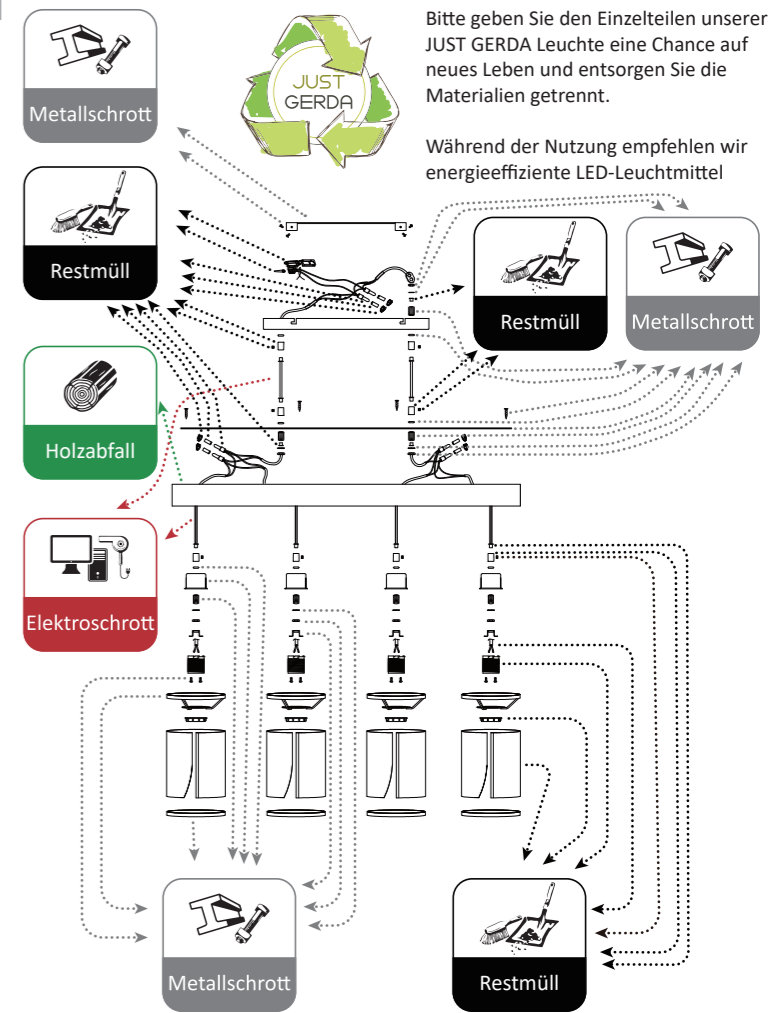 Metallschrott
JUST
GERDA
Bitte geben Sie den Einzelteilen unserer
JUST GERDA Leuchte eine Chance auf
neues Leben und entsorgen Sie die
Materialien getrennt.
Während der Nutzung empfehlen wir
energieeffiziente LED-Leuchtmittel
Restmüll
Restmüll
Metallschrott
Holzabfall
Elektroschrott
Metallschrott
Restmüll